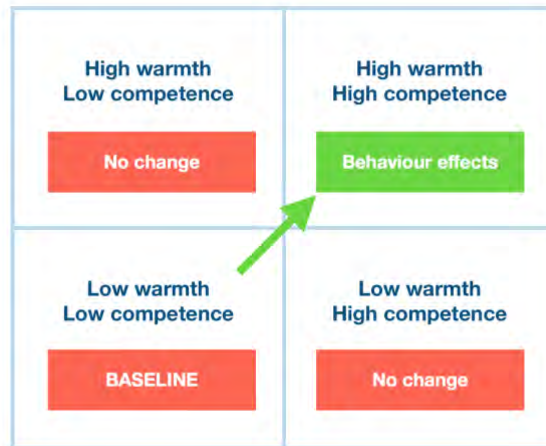 High warmth
Low competence
No change
High warmth
High competence
Behaviour effects
Low warmth
Low competence
BASELINE
Low warmth
High competence
No change